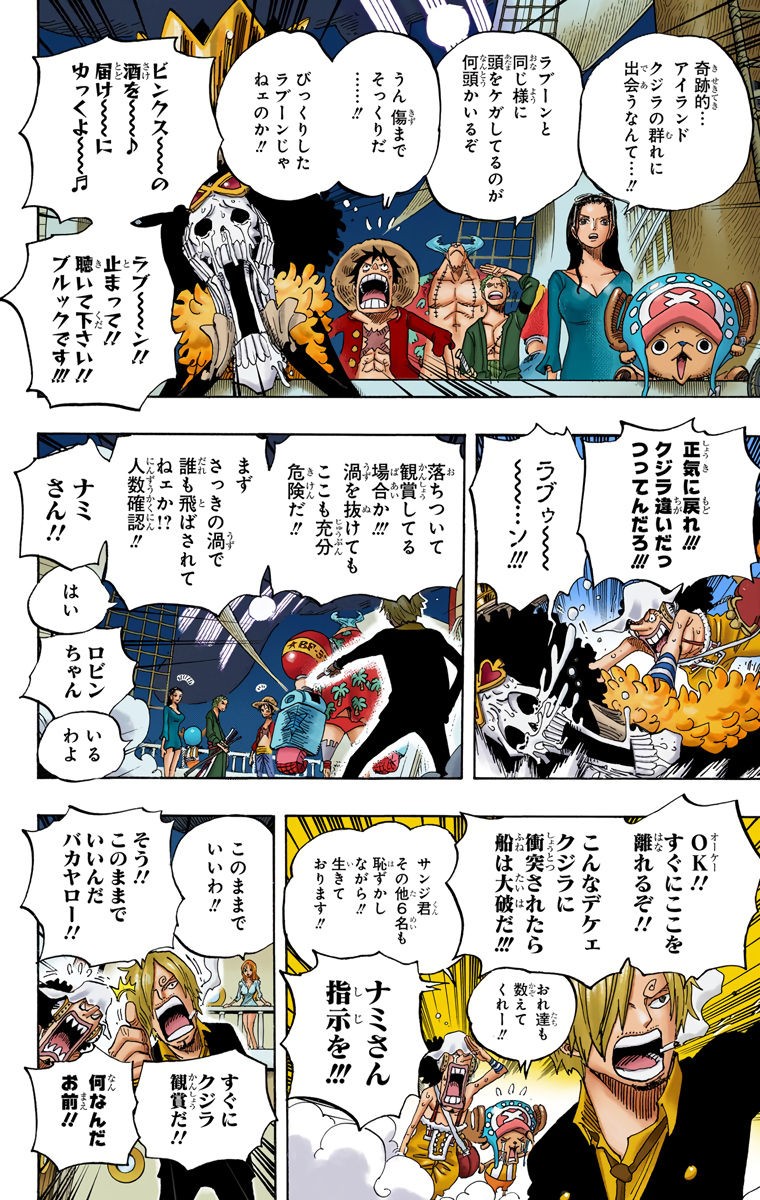 奇跡的…
アイランド
クジラの群れに
出会うなんて…!!
ラブーンと
同じ様に
頭をケガしてるのが
何頭かいるぞ
うん 傷まで
そっくりだ
……!!
びっくりした
ラブーンじゃ
ねェのか!!
ビンクス〜〜〜の
酒を〜〜〜♪
届け〜〜〜に
ゆくよ〜〜〜♫
ラブ〜〜ン!!
止まって!!
聴いて下さい!!
ブルックです!!!
正気に戻れ!!!
クジラ違いだっ
つってんだろ!!!
ラブゥ〜〜
〜〜〜ン!!!
落ちついて
観賞してる
場合か!!!
渦を抜けても
ここも充分
危険だ!!
まず
さっきの渦で
誰も飛ばされて
ねェか!?
人数確認!!
ナミ
さん!!
はい
ロビン
ちゃん
いる
わよ
BF-3
OK!!
すぐにここを
離れるぞ!!
こんなデケェ
クジラに
衝突されたら
船は大破だ!!!
おれ達も
数えて
くれー!!
サンジ君
その他6名も
恥ずかし
ながら!!
生きて
おります!!
ナミさん
指示を!!!
このままで
いいわ!!
そう!!
このままで
いいんだ
バカヤロー!!
すぐに
クジラ
観賞だ!!
何なんだ
お前!!